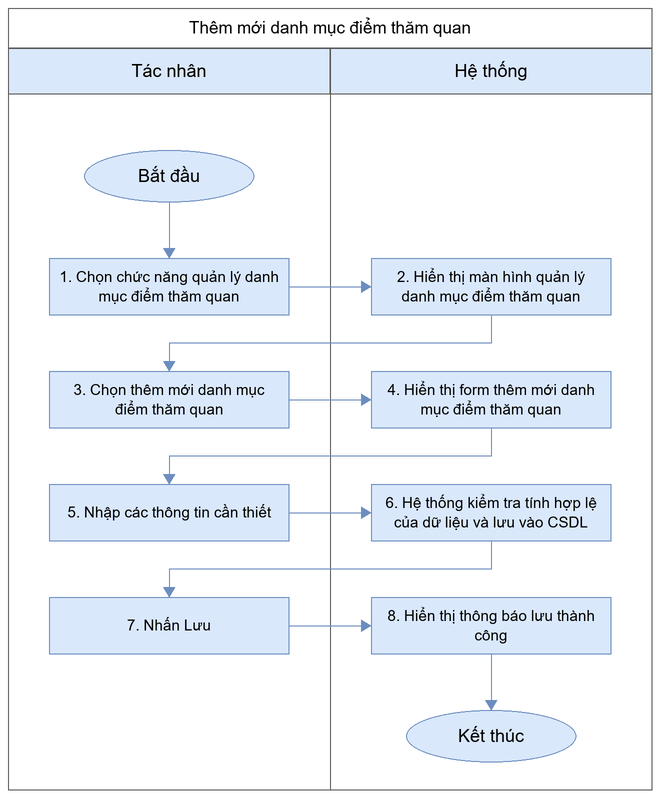 Thêm mới danh mục điểm thăm quan
Tác nhân
Hệ thống
Bắt đầu
1. Chọn chức năng quản lý danh
mục điểm thăm quan
2. Hiển thị màn hình quản lý
danh mục điểm thăm quan
3. Chọn thêm mới danh mục
điểm thăm quan
4. Hiển thị form thêm mới danh
mục điểm thăm quan
5. Nhập các thông tin cần thiết
6. Hệ thống kiểm tra tính hợp lệ
của dữ liệu và lưu vào CSDL
7. Nhấn Lưu
8. Hiển thị thông báo lưu thành
công
Kết thúc